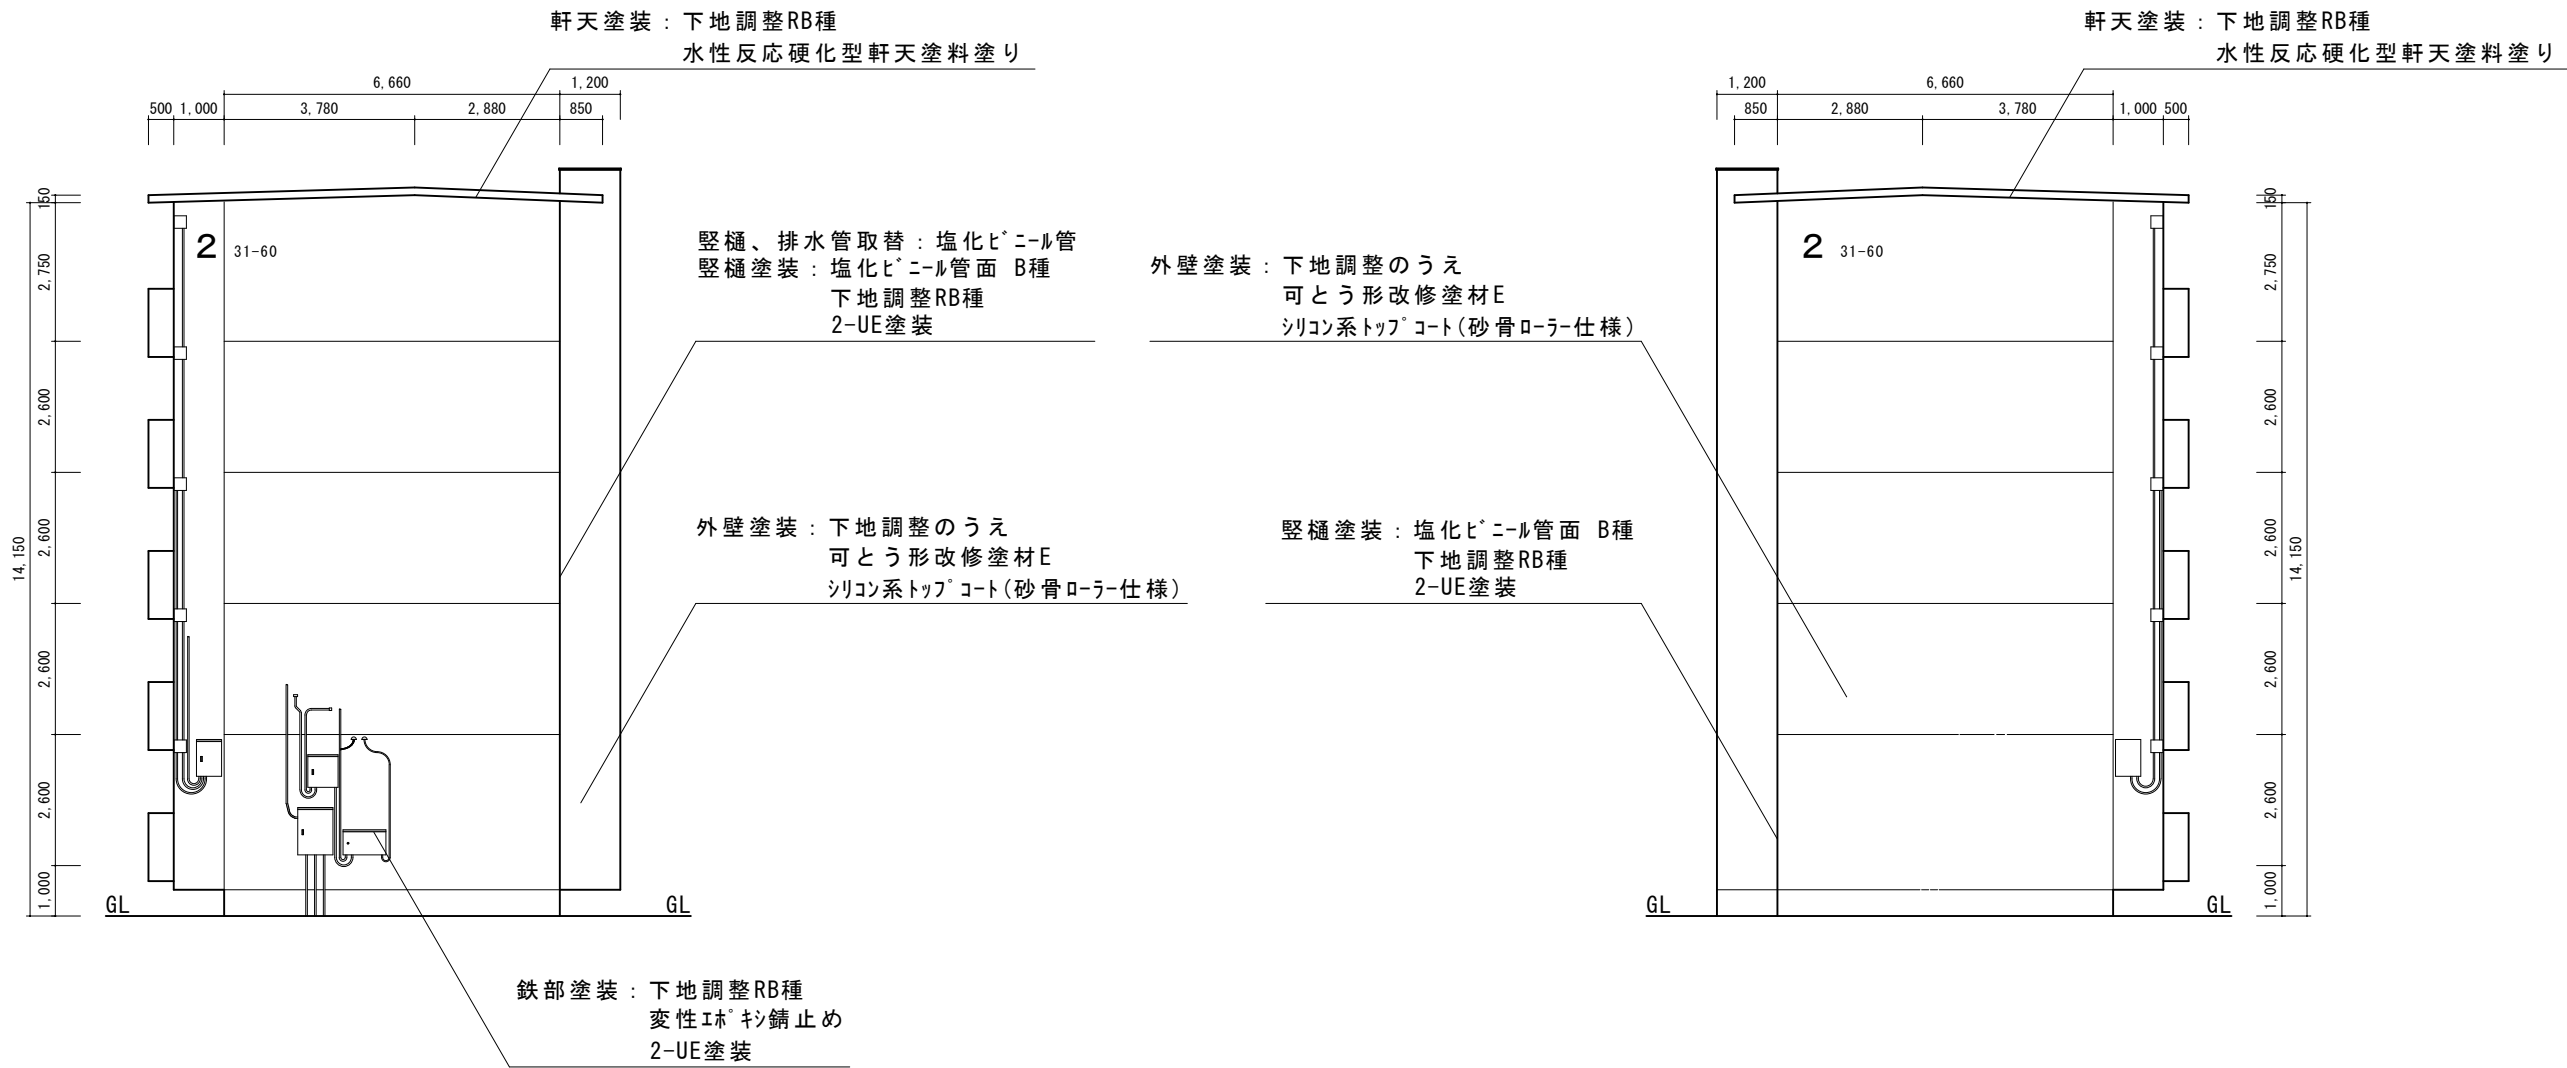 軒天塗装：下地調整RB種
水性反応硬化型軒天塗料塗り
6,660
1,200
500
1,000
3,780
2,880
850
150
2,750
2,600
2,600
2,600
2,600
1,000
14,150
2 31-60
GL
GL
竪樋、排水管取替：塩化ﾋﾞﾆｰﾙ管
竪樋塗装：塩化ﾋﾞﾆｰﾙ管面 B種
下地調整RB種
2-UE塗装
外壁塗装：下地調整のうえ
可とう形改修塗材E
ｼﾘｺﾝ系ﾄｯﾌﾟｺｰﾄ(砂骨ﾛｰﾗｰ仕様)
鉄部塗装：下地調整RB種
変性ｴﾎﾟｷｼ錆止め
2-UE塗装
軒天塗装：下地調整RB種
水性反応硬化型軒天塗料塗り
1,200
6,660
850
2,880
3,780
1,000
500
外壁塗装：下地調整のうえ
可とう形改修塗材E
ｼﾘｺﾝ系ﾄｯﾌﾟｺｰﾄ(砂骨ﾛｰﾗｰ仕様)
竪樋塗装：塩化ﾋﾞﾆｰﾙ管面 B種
下地調整RB種
2-UE塗装
2 31-60
150
2,750
2,600
2,600
2,600
2,600
1,000
14,150
GL
GL